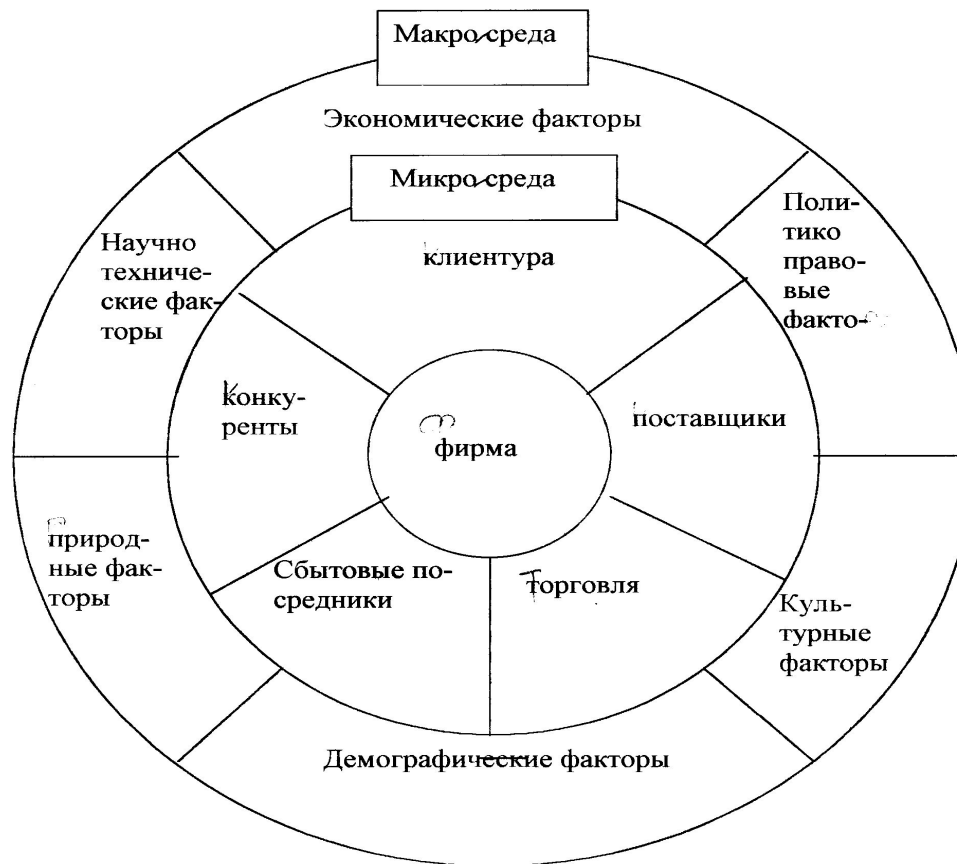 Макро-среда
Экономические факторы
Микро-среда
Научно
техниче-
ские фак-
торы
клиентура
Поли-
тико
право-
вые
факто-
конку-
ренты
фирма
поставщики
природ-
ные фак-
торы
Сбытовые по-
средники
торговля
Куль-
турные
факторы
Демографические факторы